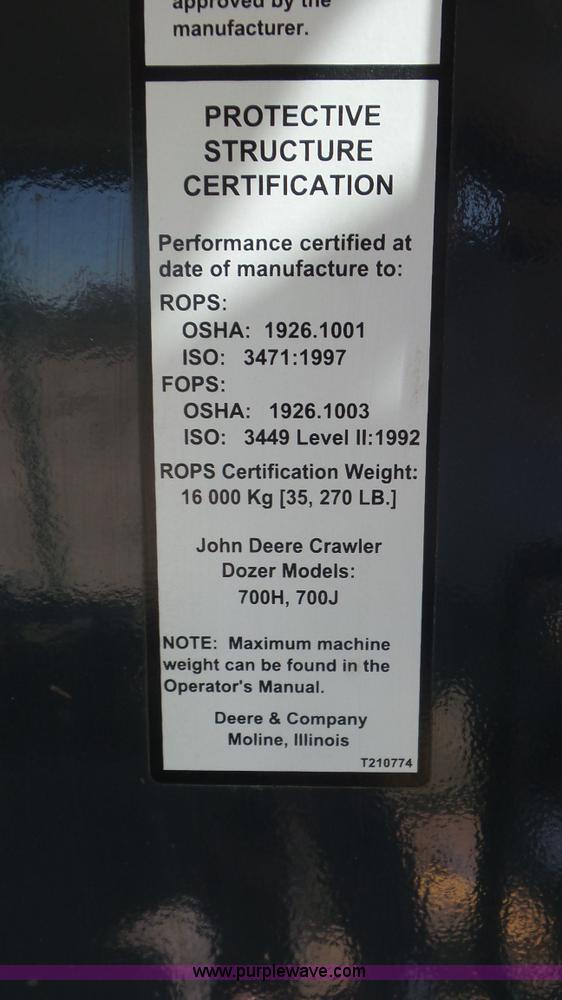 approved by the
manufacturer.
PROTECTIVE
STRUCTURE
CERTIFICATION
Performance certified at
date of manufacture to:
ROPS:
OSHA: 1926.1001
ISO: 3471:1997
FOPS:
OSHA: 1926.1003
ISO: 3449 Level II:1992
ROPS Certification Weight:
16 000 Kg [35, 270 LB.]
John Deere Crawler
Dozer Models:
700H, 700J
NOTE: Maximum machine
weight can be found in the
Operator's Manual.
Deere & Company
Moline, Illinois
T210774
www.purplewave.com